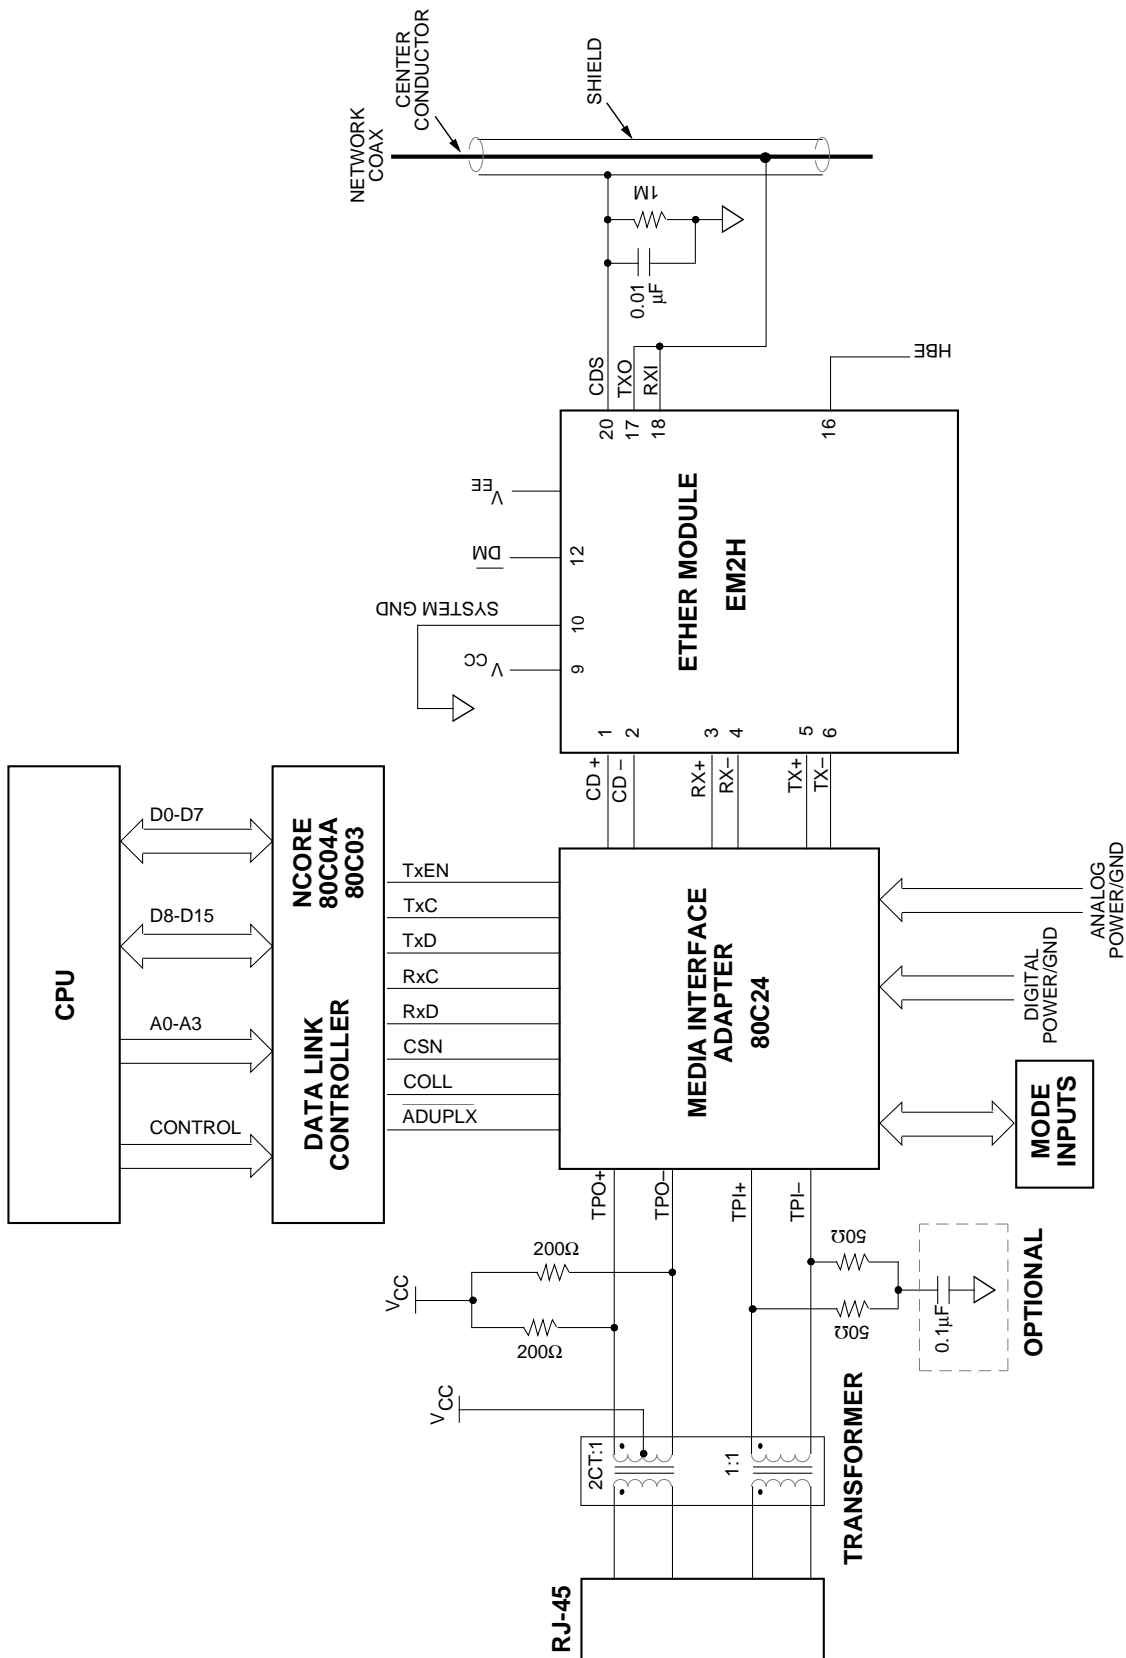 NETWORK
COAX
CENTER
CONDUCTOR
SHIELD
1M
0.01
µF
CDS
TXO
RXI
HBE
20
17
18
16
VEE
DM
SYSTEM GND
VCC
12
10
9
ETHER MODULE
EM2H
1
2
3
4
5
6
CD +
CD –
RX+
RX–
TX+
TX–
CPU
D0-D7
D8-D15
A0-A3
CONTROL
NCORE
80C04A
80C03
DATA LINK
CONTROLLER
TxEN
TxC
TxD
RxC
RxD
CSN
COLL
ADUPLX
MEDIA INTERFACE
ADAPTER
80C24
ANALOG
POWER/GND
DIGITAL
POWER/GND
MODE
INPUTS
TPO+
TPO–
TPI+
TPI–
200Ω
200Ω
VCC
VCC
50Ω
50Ω
0.1µF
OPTIONAL
2CT:1
1:1
TRANSFORMER
RJ-45